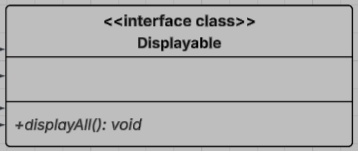 <<interface class>>
Displayable
+displayAll(): void